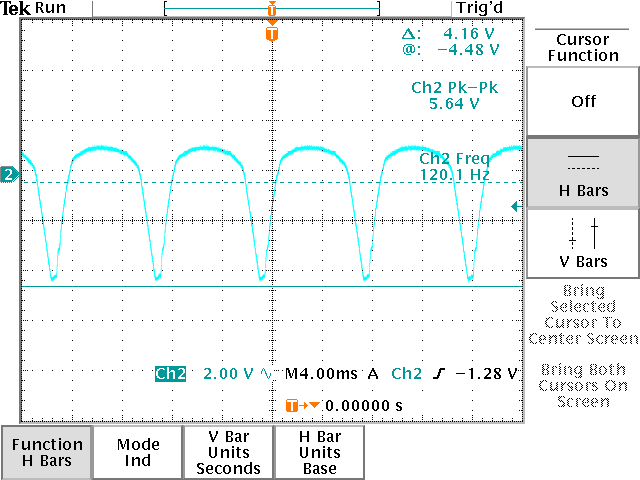 Tek Run Trig'd
T
T
Δ: 4.16 V
@: −4.48 V
Ch2 Pk−Pk
5.64 V
Ch2 Freq
120.1 Hz
2
Ch2 2.00 V ∿ M4.00ms A Ch2 ∫ −1.28 V
T→▼ 0.00000 s
Cursor
Function
Off
H Bars
V Bars
Bring
Selected
Cursor To
Center Screen
Bring Both
Cursors On
Screen
Function
H Bars
Mode
Ind
V Bar
Units
Seconds
H Bar
Units
Base